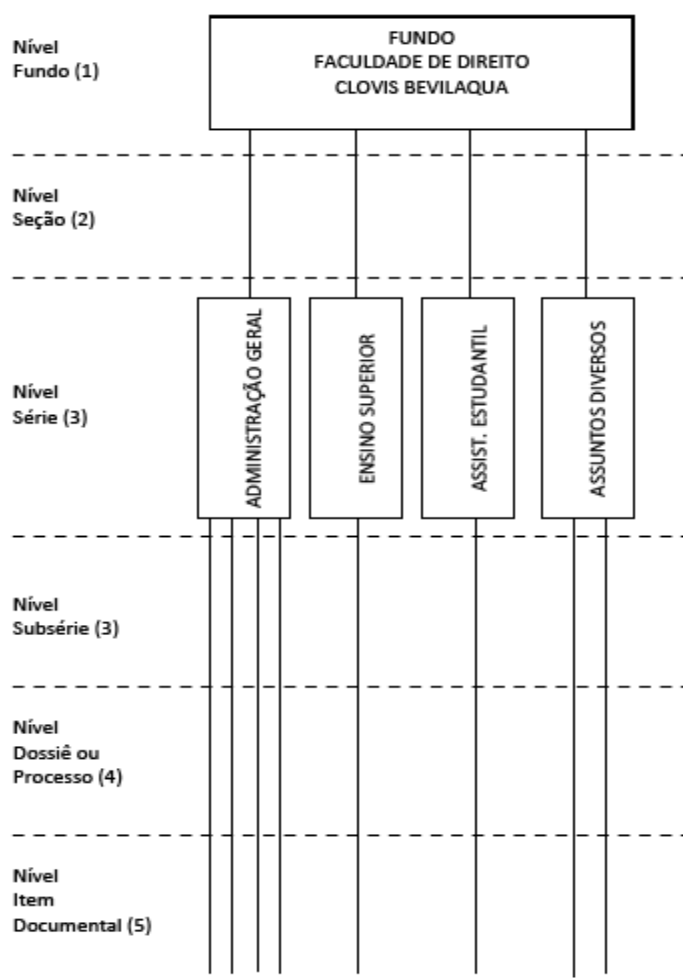 Nível
Fundo (1)
FUNDO
FACULDADE DE DIREITO
CLOVIS BEVILAQUA
Nível
Seção (2)
Nível
Série (3)
ADMINISTRAÇÃO GERAL
ENSINO SUPERIOR
ASSIST. ESTUDANTIL
ASSUNTOS DIVERSOS
Nível
Subsérie (3)
Nível
Dossiê ou
Processo (4)
Nível
Item
Documental (5)